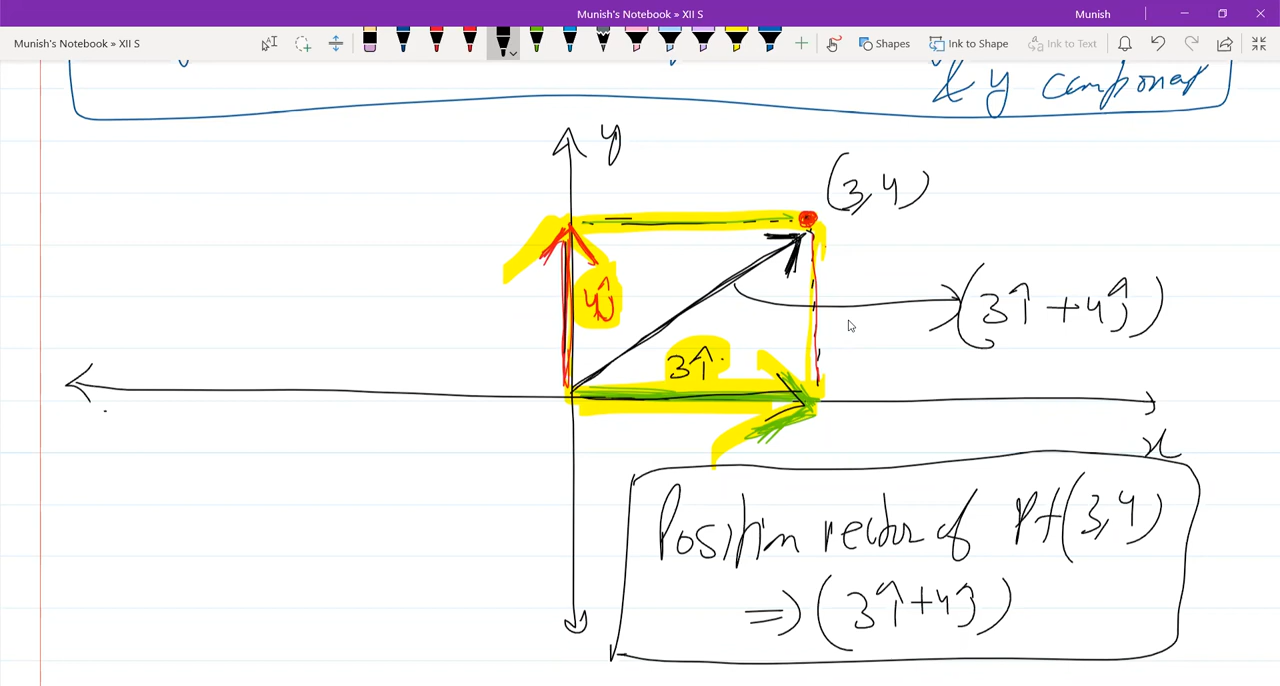 Munish's Notebook » XII S
Munish
Munish's Notebook » XII S
Shapes
Ink to Shape
Ink to Text
& y component
y
(3,4)
4ĵ
3î
(3î + 4ĵ)
x
Position vector of Pt(3,4)
=> (3î + 4ĵ)